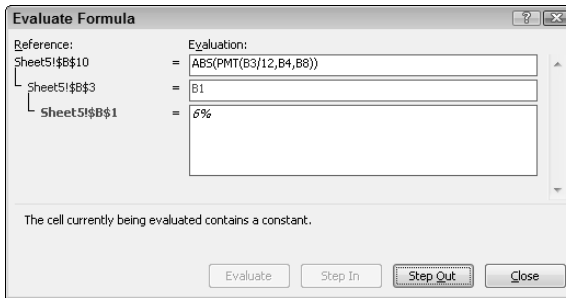 Evaluate Formula
Reference: Evaluation:
Sheet5!$B$10 = ABS(PMT(B3/12,B4,B8))
Sheet5!$B$3 = B1
Sheet5!$B$1 = 6%
The cell currently being evaluated contains a constant.
Evaluate Step In Step Out Close